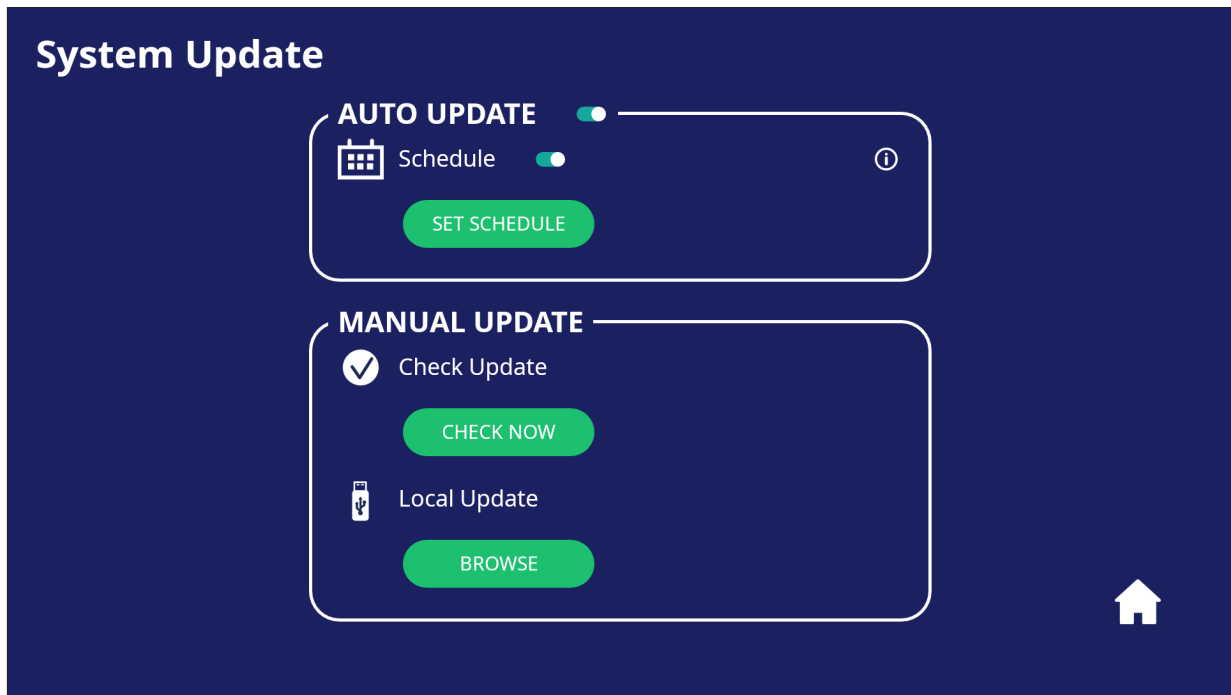 System Update
AUTO UPDATE
Schedule
SET SCHEDULE
MANUAL UPDATE
Check Update
CHECK NOW
Local Update
BROWSE